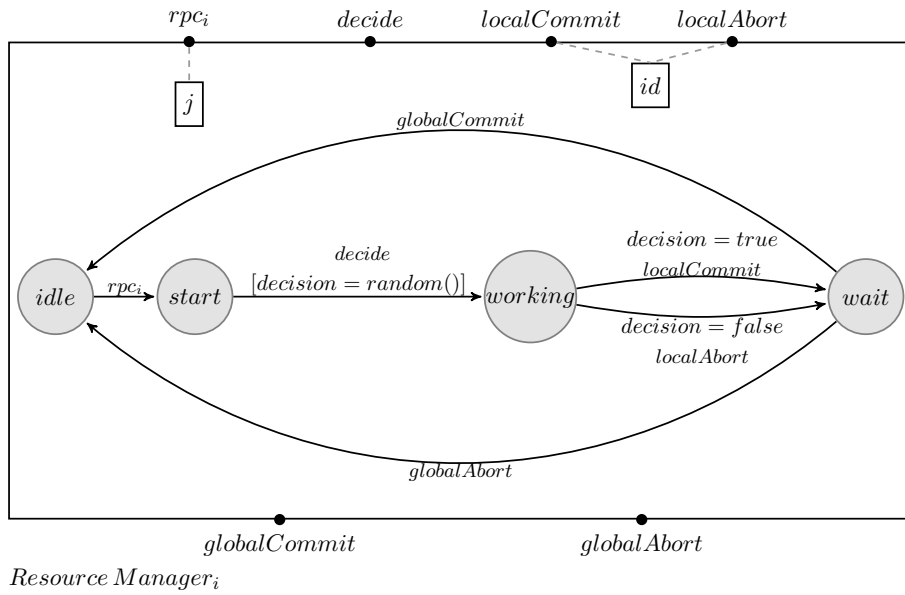 rpc_i decide localCommit localAbort
j id
globalCommit
decision = true
decide
localCommit
[decision = random()]
idle rpc_i start working wait
decision = false
localAbort
globalAbort
globalCommit globalAbort
Resource Manager_i